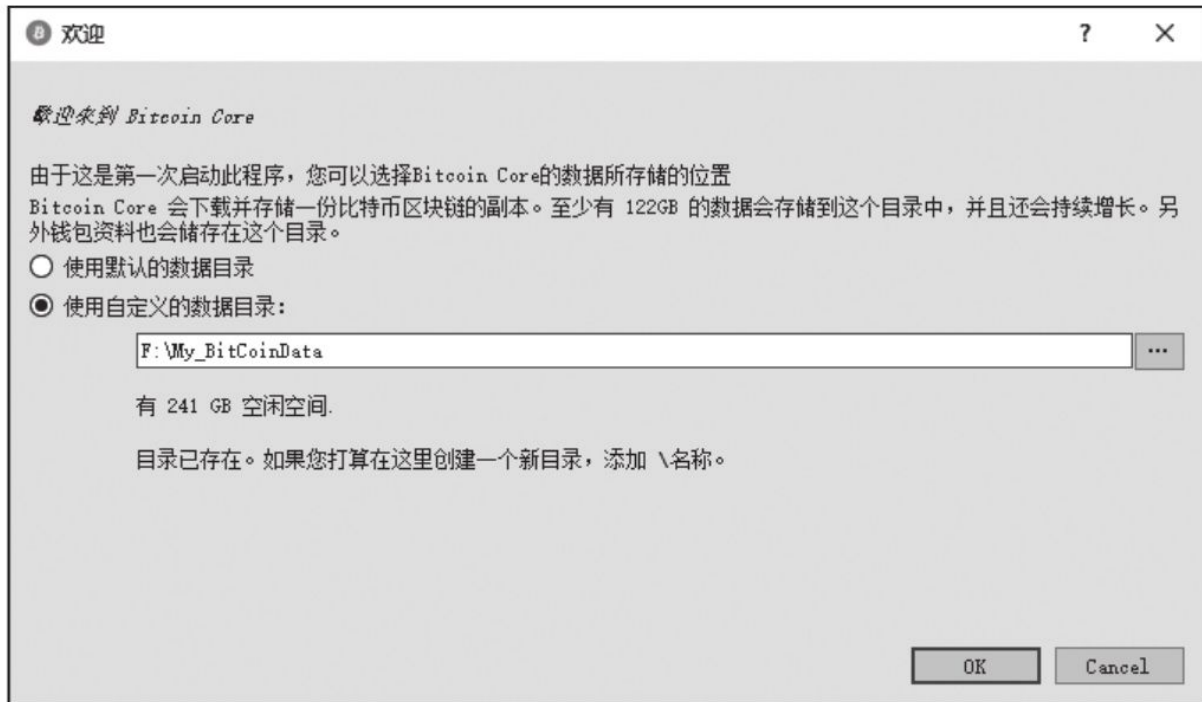 欢迎
歡迎來到 Bitcoin Core
由于这是第一次启动此程序，您可以选择Bitcoin Core的数据所存储的位置
Bitcoin Core 会下载并存储一份比特币区块链的副本。至少有 122GB 的数据会存储到这个目录中，并且还会持续增长。另
外钱包资料也会储存在这个目录。
使用默认的数据目录
使用自定义的数据目录：
F:\My_BitCoinData
...
有 241 GB 空闲空间.
目录已存在。如果您打算在这里创建一个新目录，添加 \名称。
OK Cancel